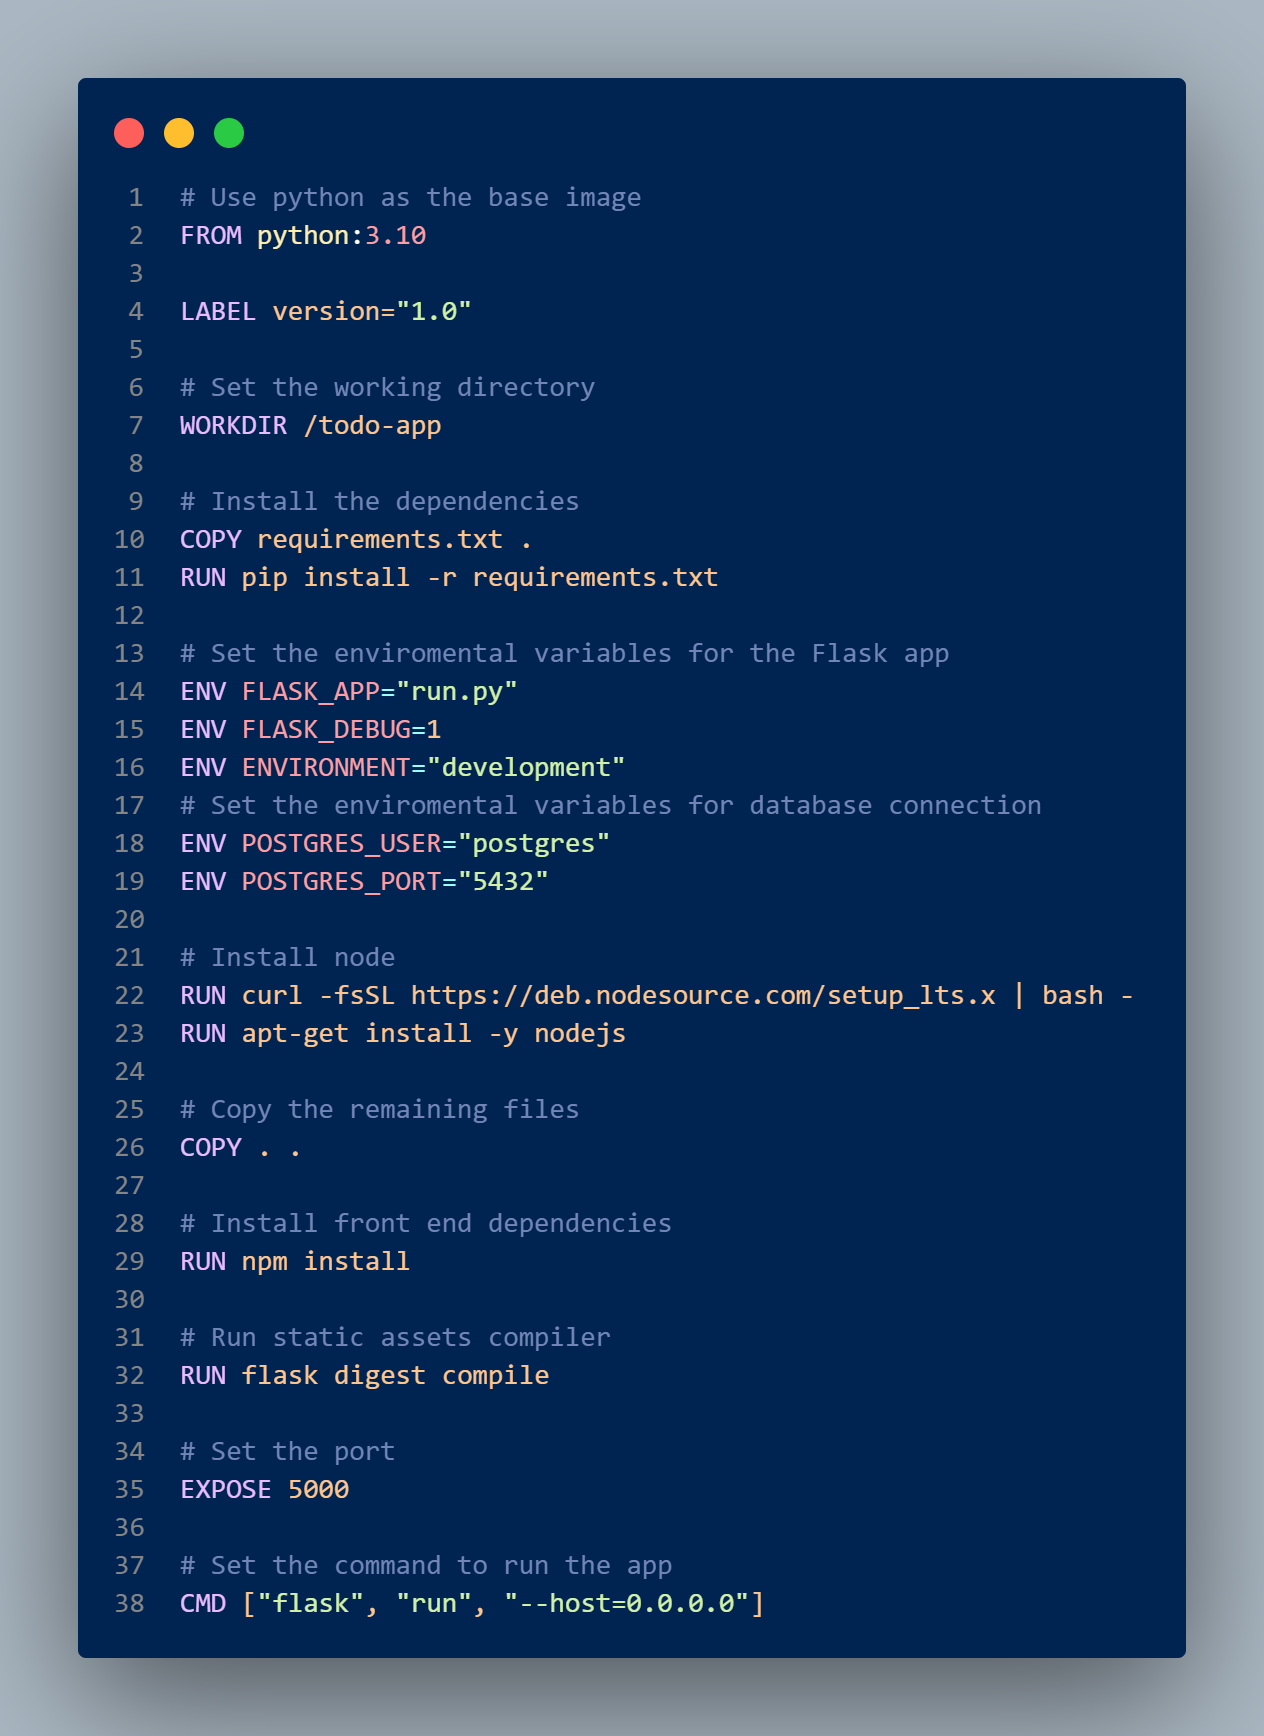 1 # Use python as the base image
2 FROM python:3.10
3
4 LABEL version="1.0"
5
6 # Set the working directory
7 WORKDIR /todo-app
8
9 # Install the dependencies
10 COPY requirements.txt .
11 RUN pip install -r requirements.txt
12
13 # Set the enviromental variables for the Flask app
14 ENV FLASK_APP="run.py"
15 ENV FLASK_DEBUG=1
16 ENV ENVIRONMENT="development"
17 # Set the enviromental variables for database connection
18 ENV POSTGRES_USER="postgres"
19 ENV POSTGRES_PORT="5432"
20
21 # Install node
22 RUN curl -fsSL https://deb.nodesource.com/setup_lts.x | bash -
23 RUN apt-get install -y nodejs
24
25 # Copy the remaining files
26 COPY . .
27
28 # Install front end dependencies
29 RUN npm install
30
31 # Run static assets compiler
32 RUN flask digest compile
33
34 # Set the port
35 EXPOSE 5000
36
37 # Set the command to run the app
38 CMD ["flask", "run", "--host=0.0.0.0"]